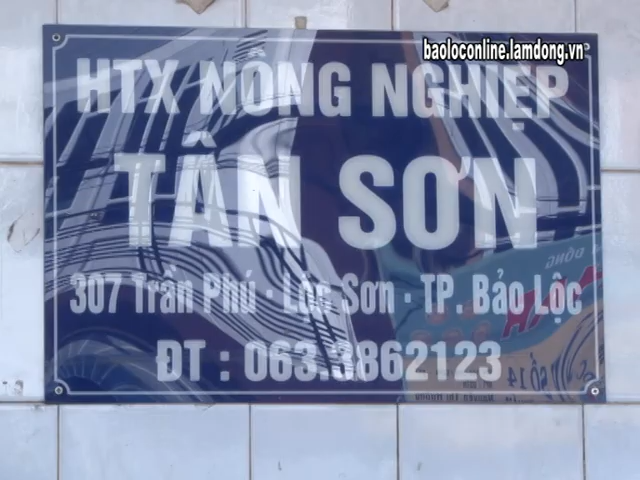 baoloconline.lamdong.vn
HTX NÔNG NGHIỆP
TÂN SƠN
307 Trần Phú - Lộc Sơn - TP. Bảo Lộc
ĐT : 063.3862123